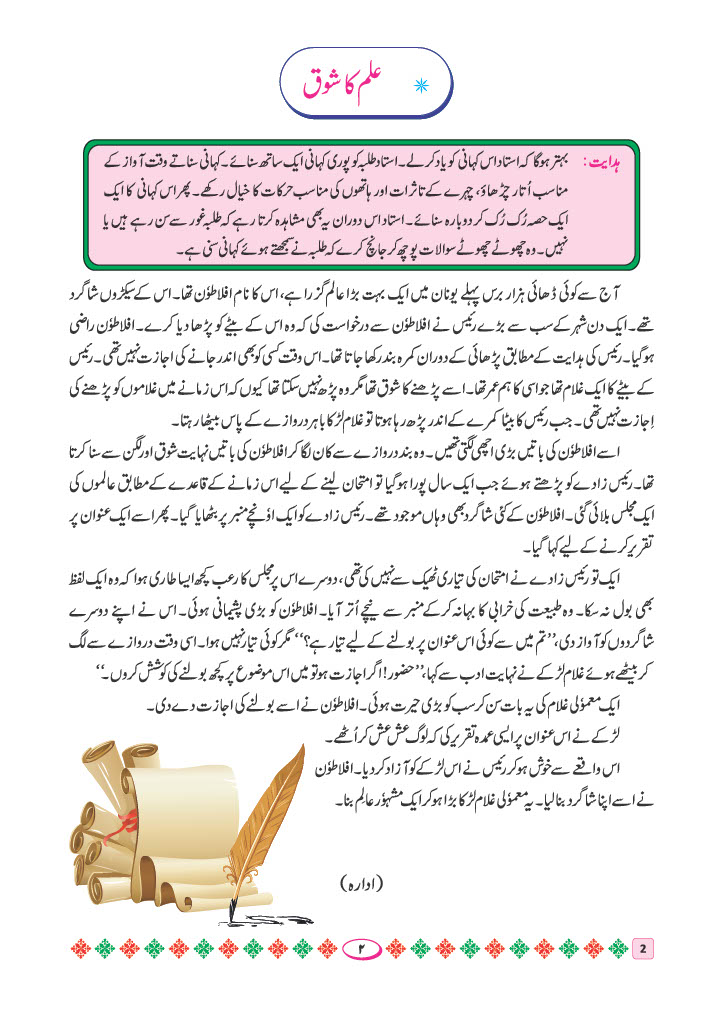 * علم کا شوق
ہدایت : بہتر ہوگا کہ استاد اس کہانی کو یاد کر لے۔ استاد طلبہ کو پوری کہانی ایک ساتھ سنائے۔ کہانی سناتے وقت آواز کے
مناسب اُتار چڑھاؤ، چہرے کے تاثرات اور ہاتھوں کی مناسب حرکات کا خیال رکھے۔ پھر اس کہانی کا ایک
ایک حصہ رُک رُک کر دوبارہ سنائے۔ استاد اس دوران یہ بھی مشاہدہ کرتا رہے کہ طلبہ غور سے سن رہے ہیں یا
نہیں۔ وہ چھوٹے چھوٹے سوالات پوچھ کر جانچ کرے کہ طلبہ نے سمجھتے ہوئے کہانی سنی ہے۔
آج سے کوئی ڈھائی ہزار برس پہلے یونان میں ایک بہت بڑا عالم گزرا ہے، اس کا نام افلاطوٗن تھا۔ اس کے سیکڑوں شاگرد
تھے۔ ایک دن شہر کے سب سے بڑے رئیس نے افلاطوٗن سے درخواست کی کہ وہ اس کے بیٹے کو پڑھا دیا کرے۔ افلاطوٗن راضی
ہوگیا۔ رئیس کی ہدایت کے مطابق پڑھائی کے دوران کمرہ بند رکھا جاتا تھا۔ اس وقت کسی کو بھی اندر جانے کی اجازت نہیں تھی۔ رئیس
کے بیٹے کا ایک غلام تھا جو اسی کا ہم عمر تھا۔ اسے پڑھنے کا شوق تھا مگر وہ پڑھ نہیں سکتا تھا کیوں کہ اس زمانے میں غلاموں کو پڑھنے کی
اِجازت نہیں تھی۔ جب رئیس کا بیٹا کمرے کے اندر پڑھ رہا ہوتا تو غلام لڑکا باہر دروازے کے پاس بیٹھا رہتا۔
اسے افلاطوٗن کی باتیں بڑی اچھی لگتی تھیں۔ وہ بند دروازے سے کان لگا کر افلاطوٗن کی باتیں نہایت شوق اور لگن سے سنا کرتا
تھا۔ رئیس زادے کو پڑھتے ہوئے جب ایک سال پورا ہوگیا تو امتحان لینے کے لیے اس زمانے کے قاعدے کے مطابق عالموں کی
ایک مجلس بلائی گئی۔ افلاطوٗن کے کئی شاگرد بھی وہاں موجود تھے۔ رئیس زادے کو ایک اوٗنچے منبر پر بٹھایا گیا۔ پھر اسے ایک عنوان پر
تقریر کرنے کے لیے کہا گیا۔
ایک تو رئیس زادے نے امتحان کی تیاری ٹھیک سے نہیں کی تھی، دوسرے اس پر مجلس کا رعب کچھ ایسا طاری ہوا کہ وہ ایک لفظ
بھی بول نہ سکا۔ وہ طبیعت کی خرابی کا بہانہ کرکے منبر سے نیچے اُتر آیا۔ افلاطوٗن کو بڑی پشیمانی ہوئی۔ اس نے اپنے دوسرے
شاگردوں کو آواز دی، ’’تم میں سے کوئی اس عنوان پر بولنے کے لیے تیار ہے؟‘‘ مگر کوئی تیار نہیں ہوا۔ اسی وقت دروازے سے لگ
کر بیٹھے ہوئے غلام لڑکے نے نہایت ادب سے کہا، ’’حضور! اگر اجازت ہو تو میں اس موضوع پر کچھ بولنے کی کوشش کروں۔‘‘
ایک معمولی غلام کی یہ بات سن کر سب کو بڑی حیرت ہوئی۔ افلاطوٗن نے اسے بولنے کی اجازت دے دی۔
لڑکے نے اس عنوان پر ایسی عمدہ تقریر کی کہ لوگ عش عش کر اُٹھے۔
اس واقعے سے خوش ہو کر رئیس نے اس لڑکے کو آزاد کردیا۔ افلاطوٗن
نے اسے اپنا شاگرد بنا لیا۔ یہ معموٗلی غلام لڑکا بڑا ہوکر ایک مشہوٗر عالِم بنا۔
(ادارہ)
۲
2